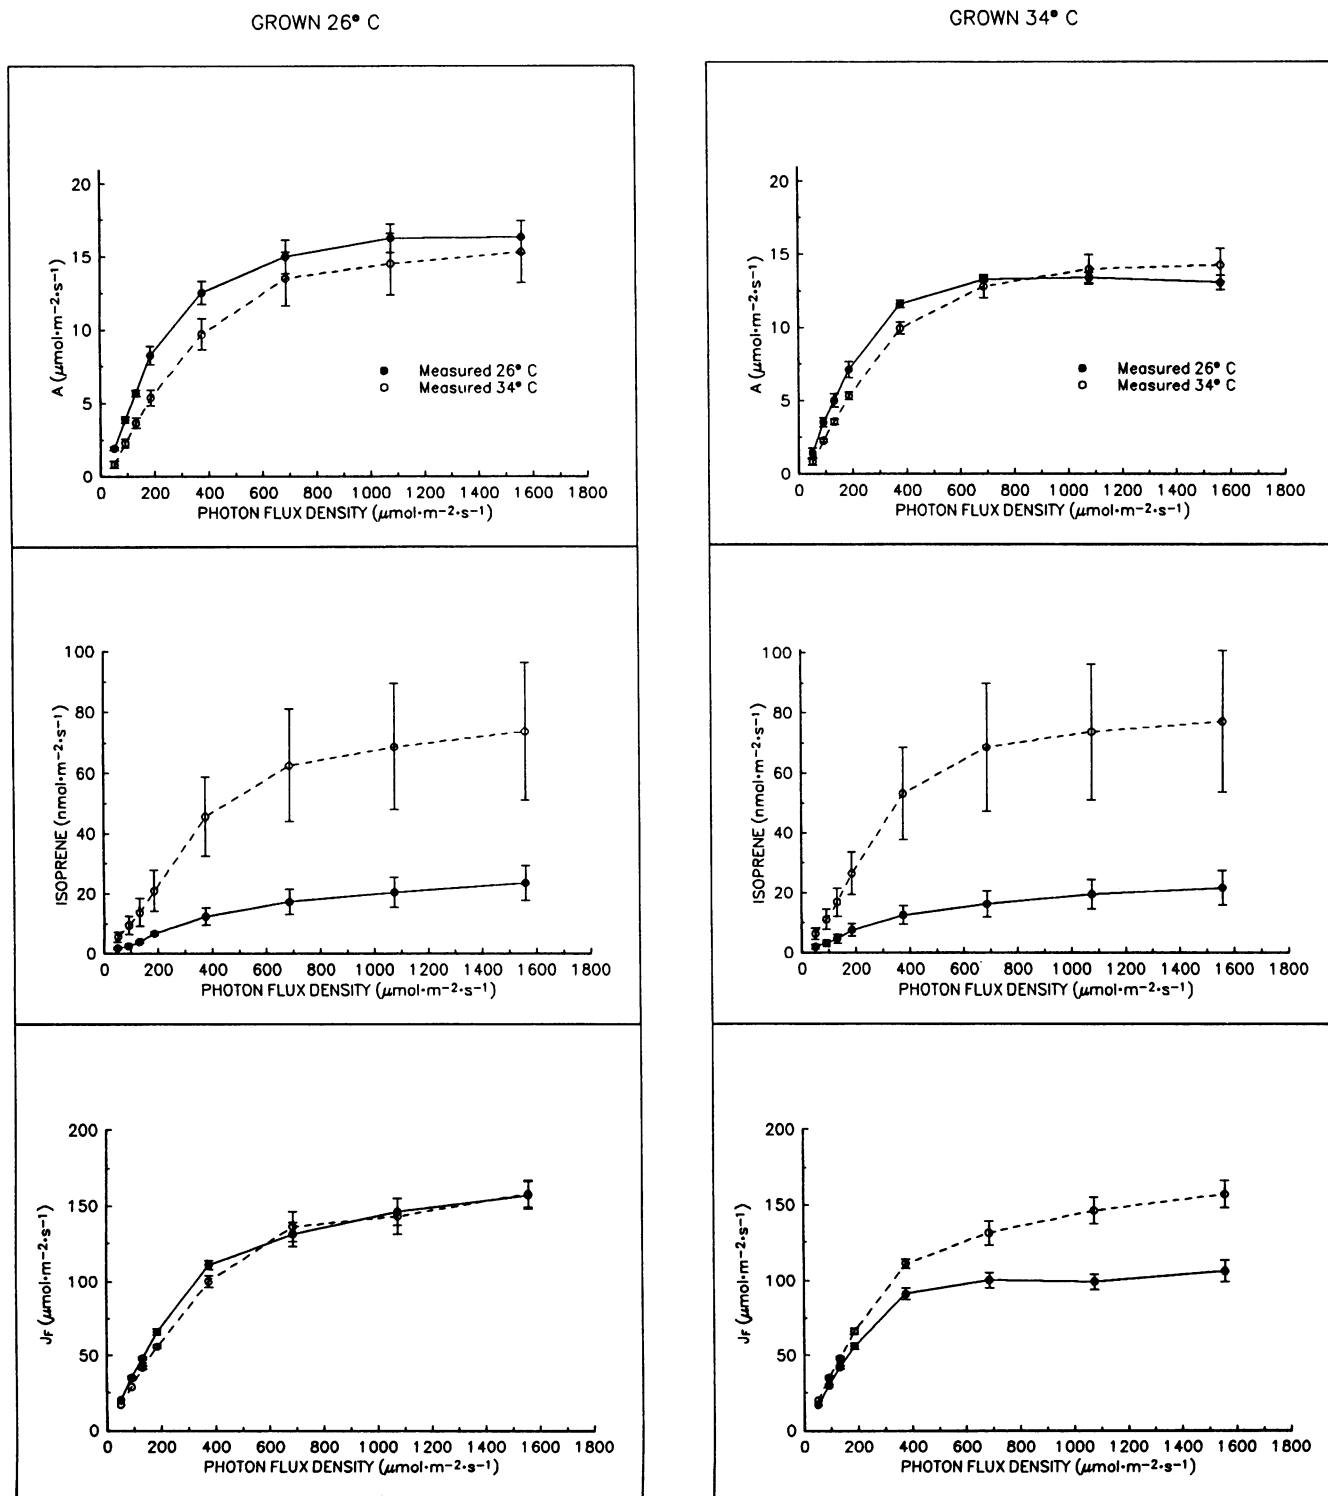 GROWN 26° C
GROWN 34° C
20
15
10
5
0
A (μmol·m−2·s−1)
Measured 26° C
Measured 34° C
0 200 400 600 800 1000 1200 1400 1600 1800
PHOTON FLUX DENSITY (μmol·m−2·s−1)
20
15
10
5
0
A (μmol·m−2·s−1)
Measured 26° C
Measured 34° C
0 200 400 600 800 1000 1200 1400 1600 1800
PHOTON FLUX DENSITY (μmol·m−2·s−1)
100
80
60
40
20
0
ISOPRENE (nmol·m−2·s−1)
0 200 400 600 800 1000 1200 1400 1600 1800
PHOTON FLUX DENSITY (μmol·m−2·s−1)
100
80
60
40
20
0
ISOPRENE (nmol·m−2·s−1)
0 200 400 600 800 1000 1200 1400 1600 1800
PHOTON FLUX DENSITY (μmol·m−2·s−1)
200
150
100
50
0
JF (μmol·m−2·s−1)
0 200 400 600 800 1000 1200 1400 1600 1800
PHOTON FLUX DENSITY (μmol·m−2·s−1)
200
150
100
50
0
JF (μmol·m−2·s−1)
0 200 400 600 800 1000 1200 1400 1600 1800
PHOTON FLUX DENSITY (μmol·m−2·s−1)